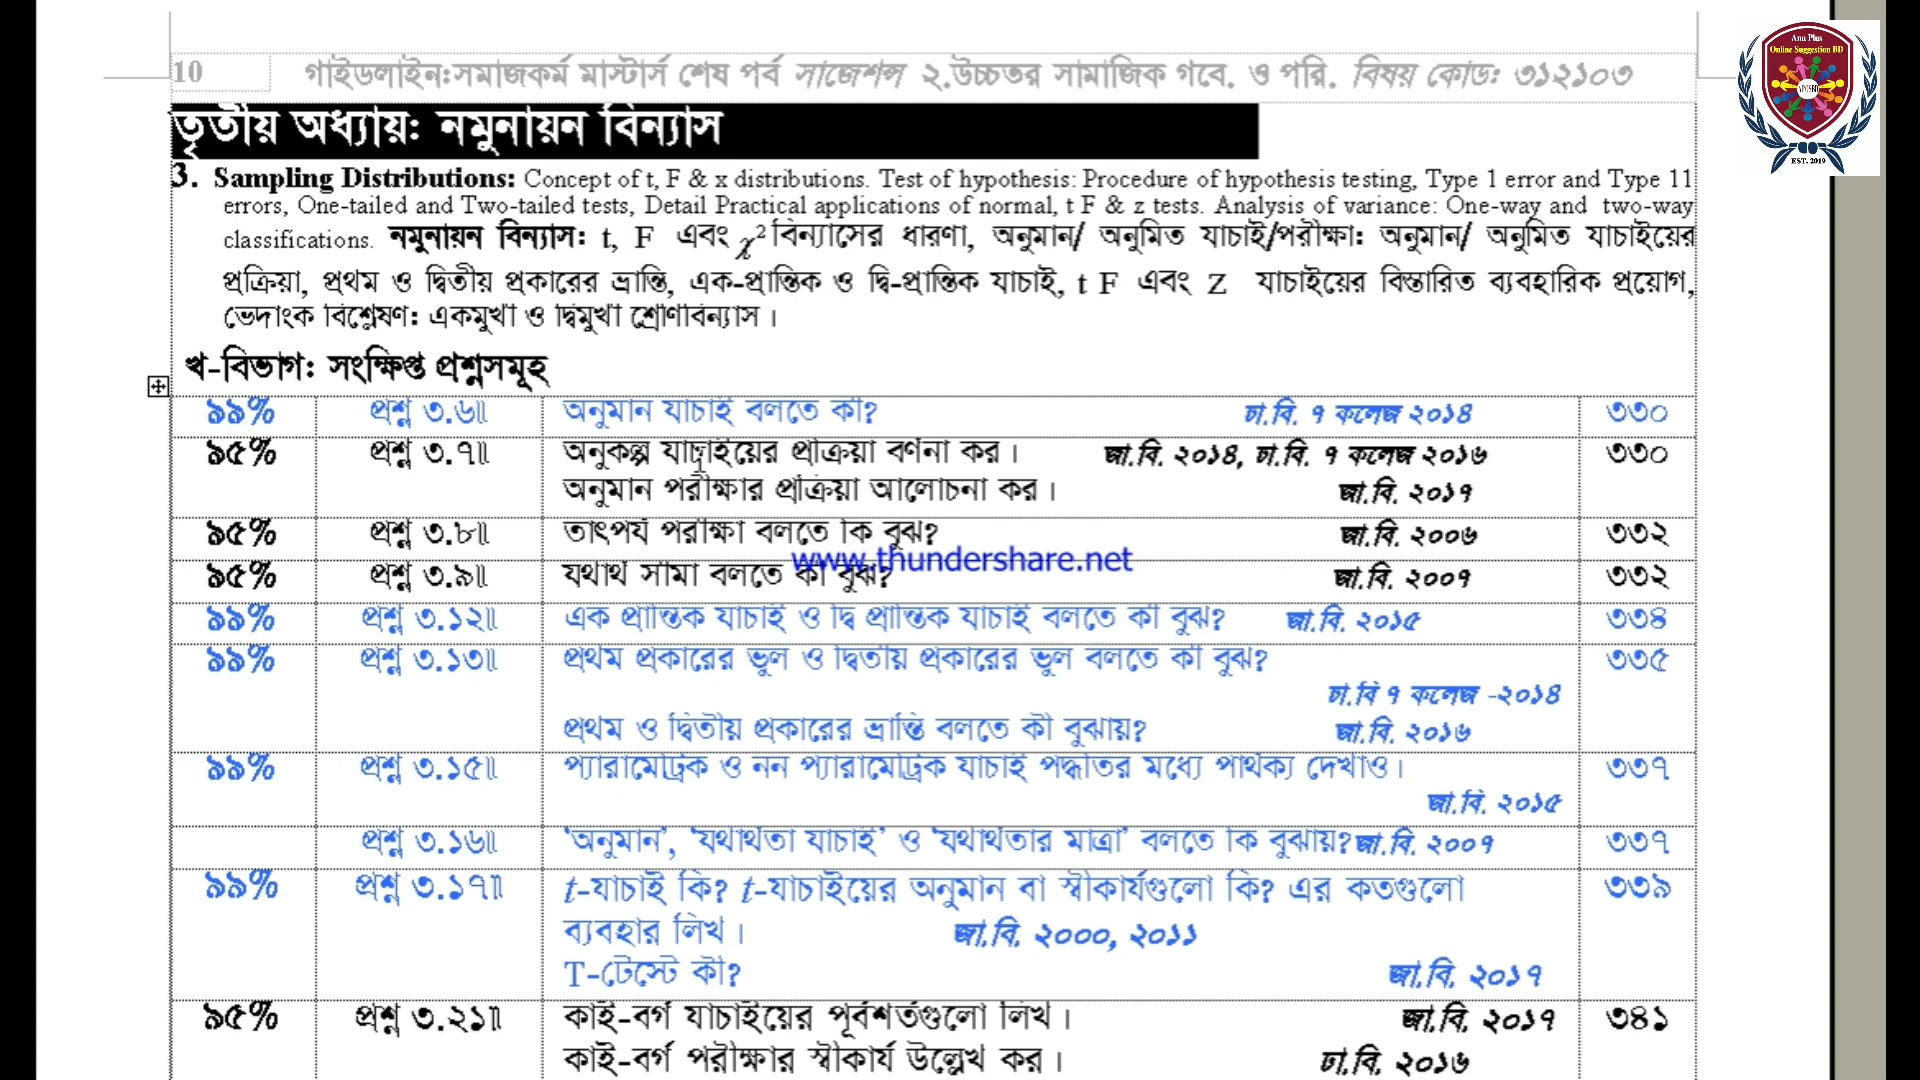 10 গাইডলাইন:সমাজকর্ম মাস্টার্স শেষ পর্ব সাজেশন্স ২.উচ্চতর সামাজিক গবে. ও পরি. বিষয় কোডঃ ৩১২১০৩
Anu Plus
Online Suggestion BD
APOSBD
EST. 2019
তৃতীয় অধ্যায়ঃ নমুনায়ন বিন্যাস
3. Sampling Distributions: Concept of t, F & x distributions. Test of hypothesis: Procedure of hypothesis testing, Type 1 error and Type 11
errors, One-tailed and Two-tailed tests, Detail Practical applications of normal, t F & z tests. Analysis of variance: One-way and two-way
classifications. নমুনায়ন বিন্যাসঃ t, F এবং χ² বিন্যাসের ধারণা, অনুমান/ অনুমিত যাচাই/পরীক্ষাঃ অনুমান/ অনুমিত যাচাইয়ের
প্রক্রিয়া, প্রথম ও দ্বিতীয় প্রকারের ভ্রান্তি, এক-প্রান্তিক ও দ্বি-প্রান্তিক যাচাই, t F এবং Z যাচাইয়ের বিস্তারিত ব্যবহারিক প্রয়োগ,
ভেদাংক বিশ্লেষণঃ একমুখী ও দ্বিমুখী শ্রেণীবিন্যাস।
খ-বিভাগঃ সংক্ষিপ্ত প্রশ্নসমূহ
৯৯% প্রশ্ন ৩.৬॥ অনুমান যাচাই বলতে কী? ঢা.বি. ৭ কলেজ ২০১৪ ৩৩০
৯৫% প্রশ্ন ৩.৭॥ অনুকল্প যাচাইয়ের প্রক্রিয়া বর্ণনা কর। জা.বি. ২০১৪, ঢা.বি. ৭ কলেজ ২০১৬ ৩৩০
অনুমান পরীক্ষার প্রক্রিয়া আলোচনা কর। জা.বি. ২০১৭
৯৫% প্রশ্ন ৩.৮॥ তাৎপর্য পরীক্ষা বলতে কি বুঝ? জা.বি. ২০০৬ ৩৩২
www.thundershare.net
৯৫% প্রশ্ন ৩.৯॥ যথার্থ সীমা বলতে কী বুঝ? জা.বি. ২০০৭ ৩৩২
৯৯% প্রশ্ন ৩.১২॥ এক প্রান্তিক যাচাই ও দ্বি প্রান্তিক যাচাই বলতে কী বুঝ? জা.বি. ২০১৫ ৩৩৪
৯৯% প্রশ্ন ৩.১৩॥ প্রথম প্রকারের ভুল ও দ্বিতীয় প্রকারের ভুল বলতে কী বুঝ? ৩৩৫
ঢা.বি ৭ কলেজ -২০১৪
প্রথম ও দ্বিতীয় প্রকারের ভ্রান্তি বলতে কী বুঝায়? জা.বি. ২০১৬
৯৯% প্রশ্ন ৩.১৫॥ প্যারামেট্রিক ও নন প্যারামেট্রিক যাচাই পদ্ধতির মধ্যে পার্থক্য দেখাও। ৩৩৭
জা.বি. ২০১৫
প্রশ্ন ৩.১৬॥ ‘অনুমান’, ‘যথার্থতা যাচাই’ ও ‘যথার্থতার মাত্রা’ বলতে কি বুঝায়? জা.বি. ২০০৭ ৩৩৭
৯৯% প্রশ্ন ৩.১৭॥ t-যাচাই কি? t-যাচাইয়ের অনুমান বা স্বীকার্যগুলো কি? এর কতগুলো ৩৩৯
ব্যবহার লিখ। জা.বি. ২০০০, ২০১১
T-টেস্টে কী? জা.বি. ২০১৭
৯৫% প্রশ্ন ৩.২১॥ কাই-বর্গ যাচাইয়ের পূর্বশর্তগুলো লিখ। জা.বি. ২০১৭ ৩৪১
কাই-বর্গ পরীক্ষার স্বীকার্য উল্লেখ কর। ঢা.বি. ২০১৬